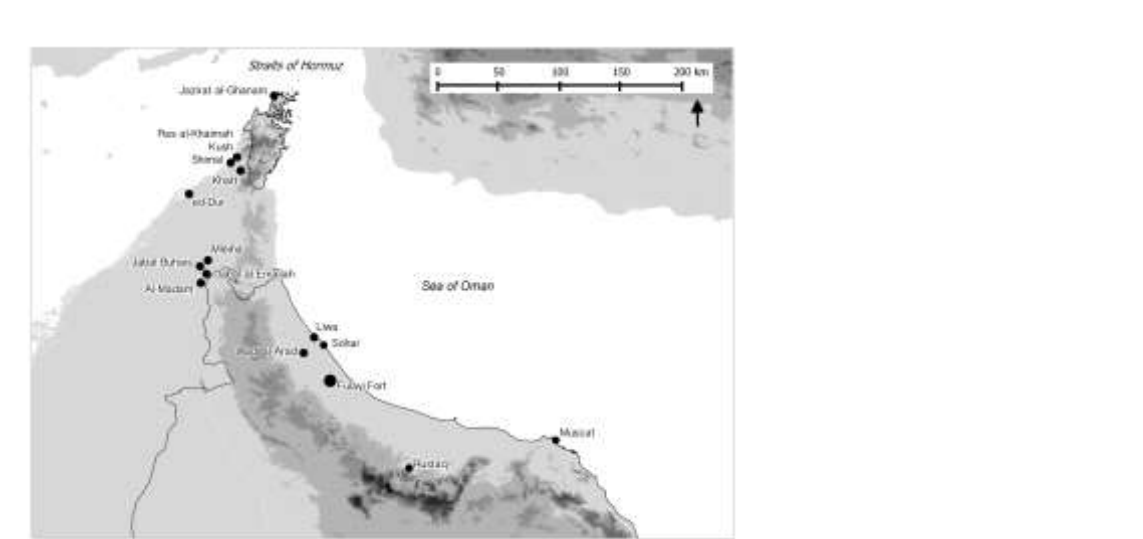 Straits of Hormuz
0 50 100 150 200 km
Jazirat al-Ghanam
Ras al-Khaimah
Kush
Shimal
Khatt
ed-Dur
Mleiha
Jabal Buhais
Al-Madam
Sea of Oman
Liwa
Sohar
Fulayj Fort
Muscat
Rustaq